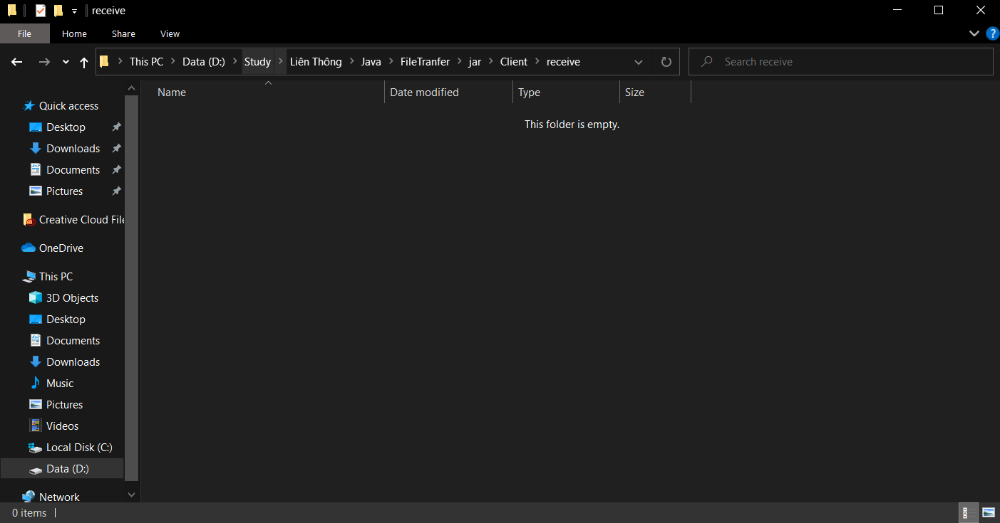 receive
File Home Share View
This PC Data (D:) Study Liên Thông Java FileTranfer jar Client receive Search receive
Name Date modified Type Size
This folder is empty.
Quick access
Desktop
Downloads
Documents
Pictures
Creative Cloud File
OneDrive
This PC
3D Objects
Desktop
Documents
Downloads
Music
Pictures
Videos
Local Disk (C:)
Data (D:)
Network
0 items